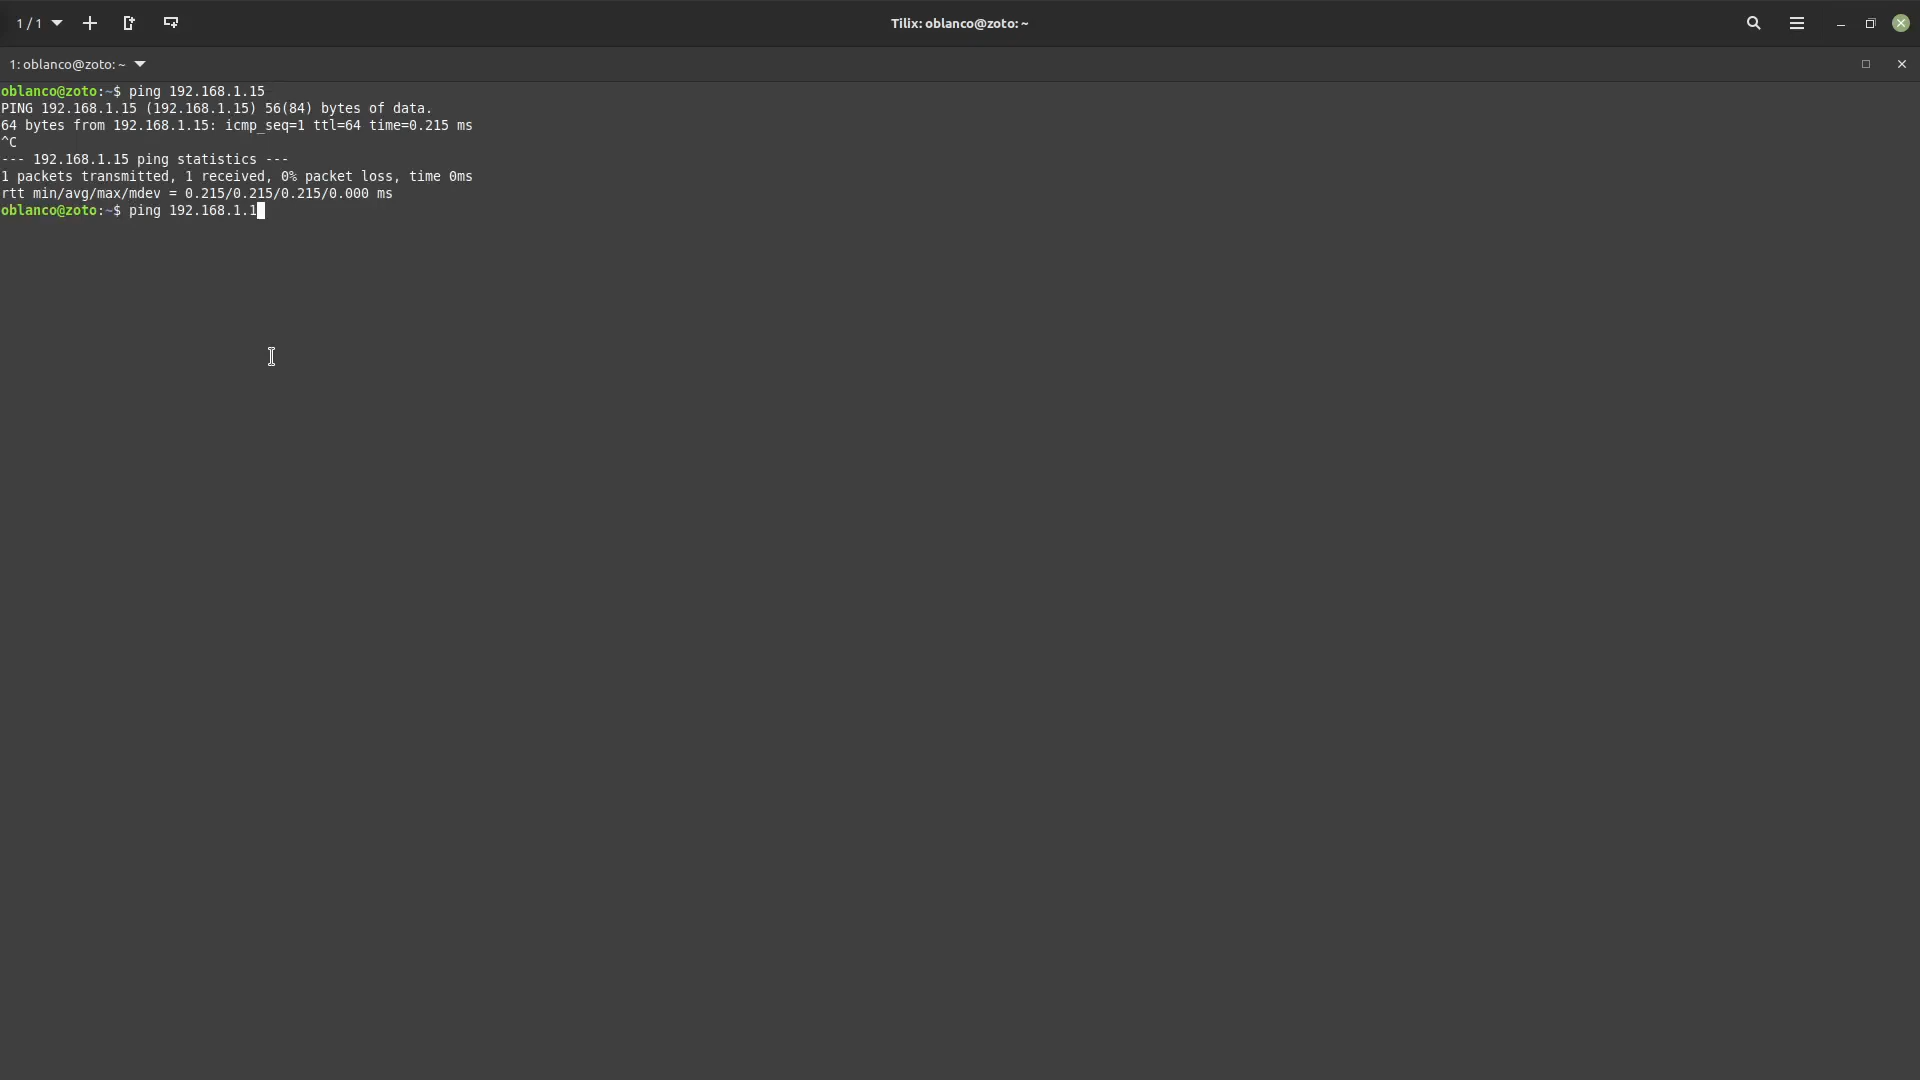 1 / 1
Tilix: oblanco@zoto: ~
1: oblanco@zoto: ~
oblanco@zoto:~$ ping 192.168.1.15
PING 192.168.1.15 (192.168.1.15) 56(84) bytes of data.
64 bytes from 192.168.1.15: icmp_seq=1 ttl=64 time=0.215 ms
^C
--- 192.168.1.15 ping statistics ---
1 packets transmitted, 1 received, 0% packet loss, time 0ms
rtt min/avg/max/mdev = 0.215/0.215/0.215/0.000 ms
oblanco@zoto:~$ ping 192.168.1.1